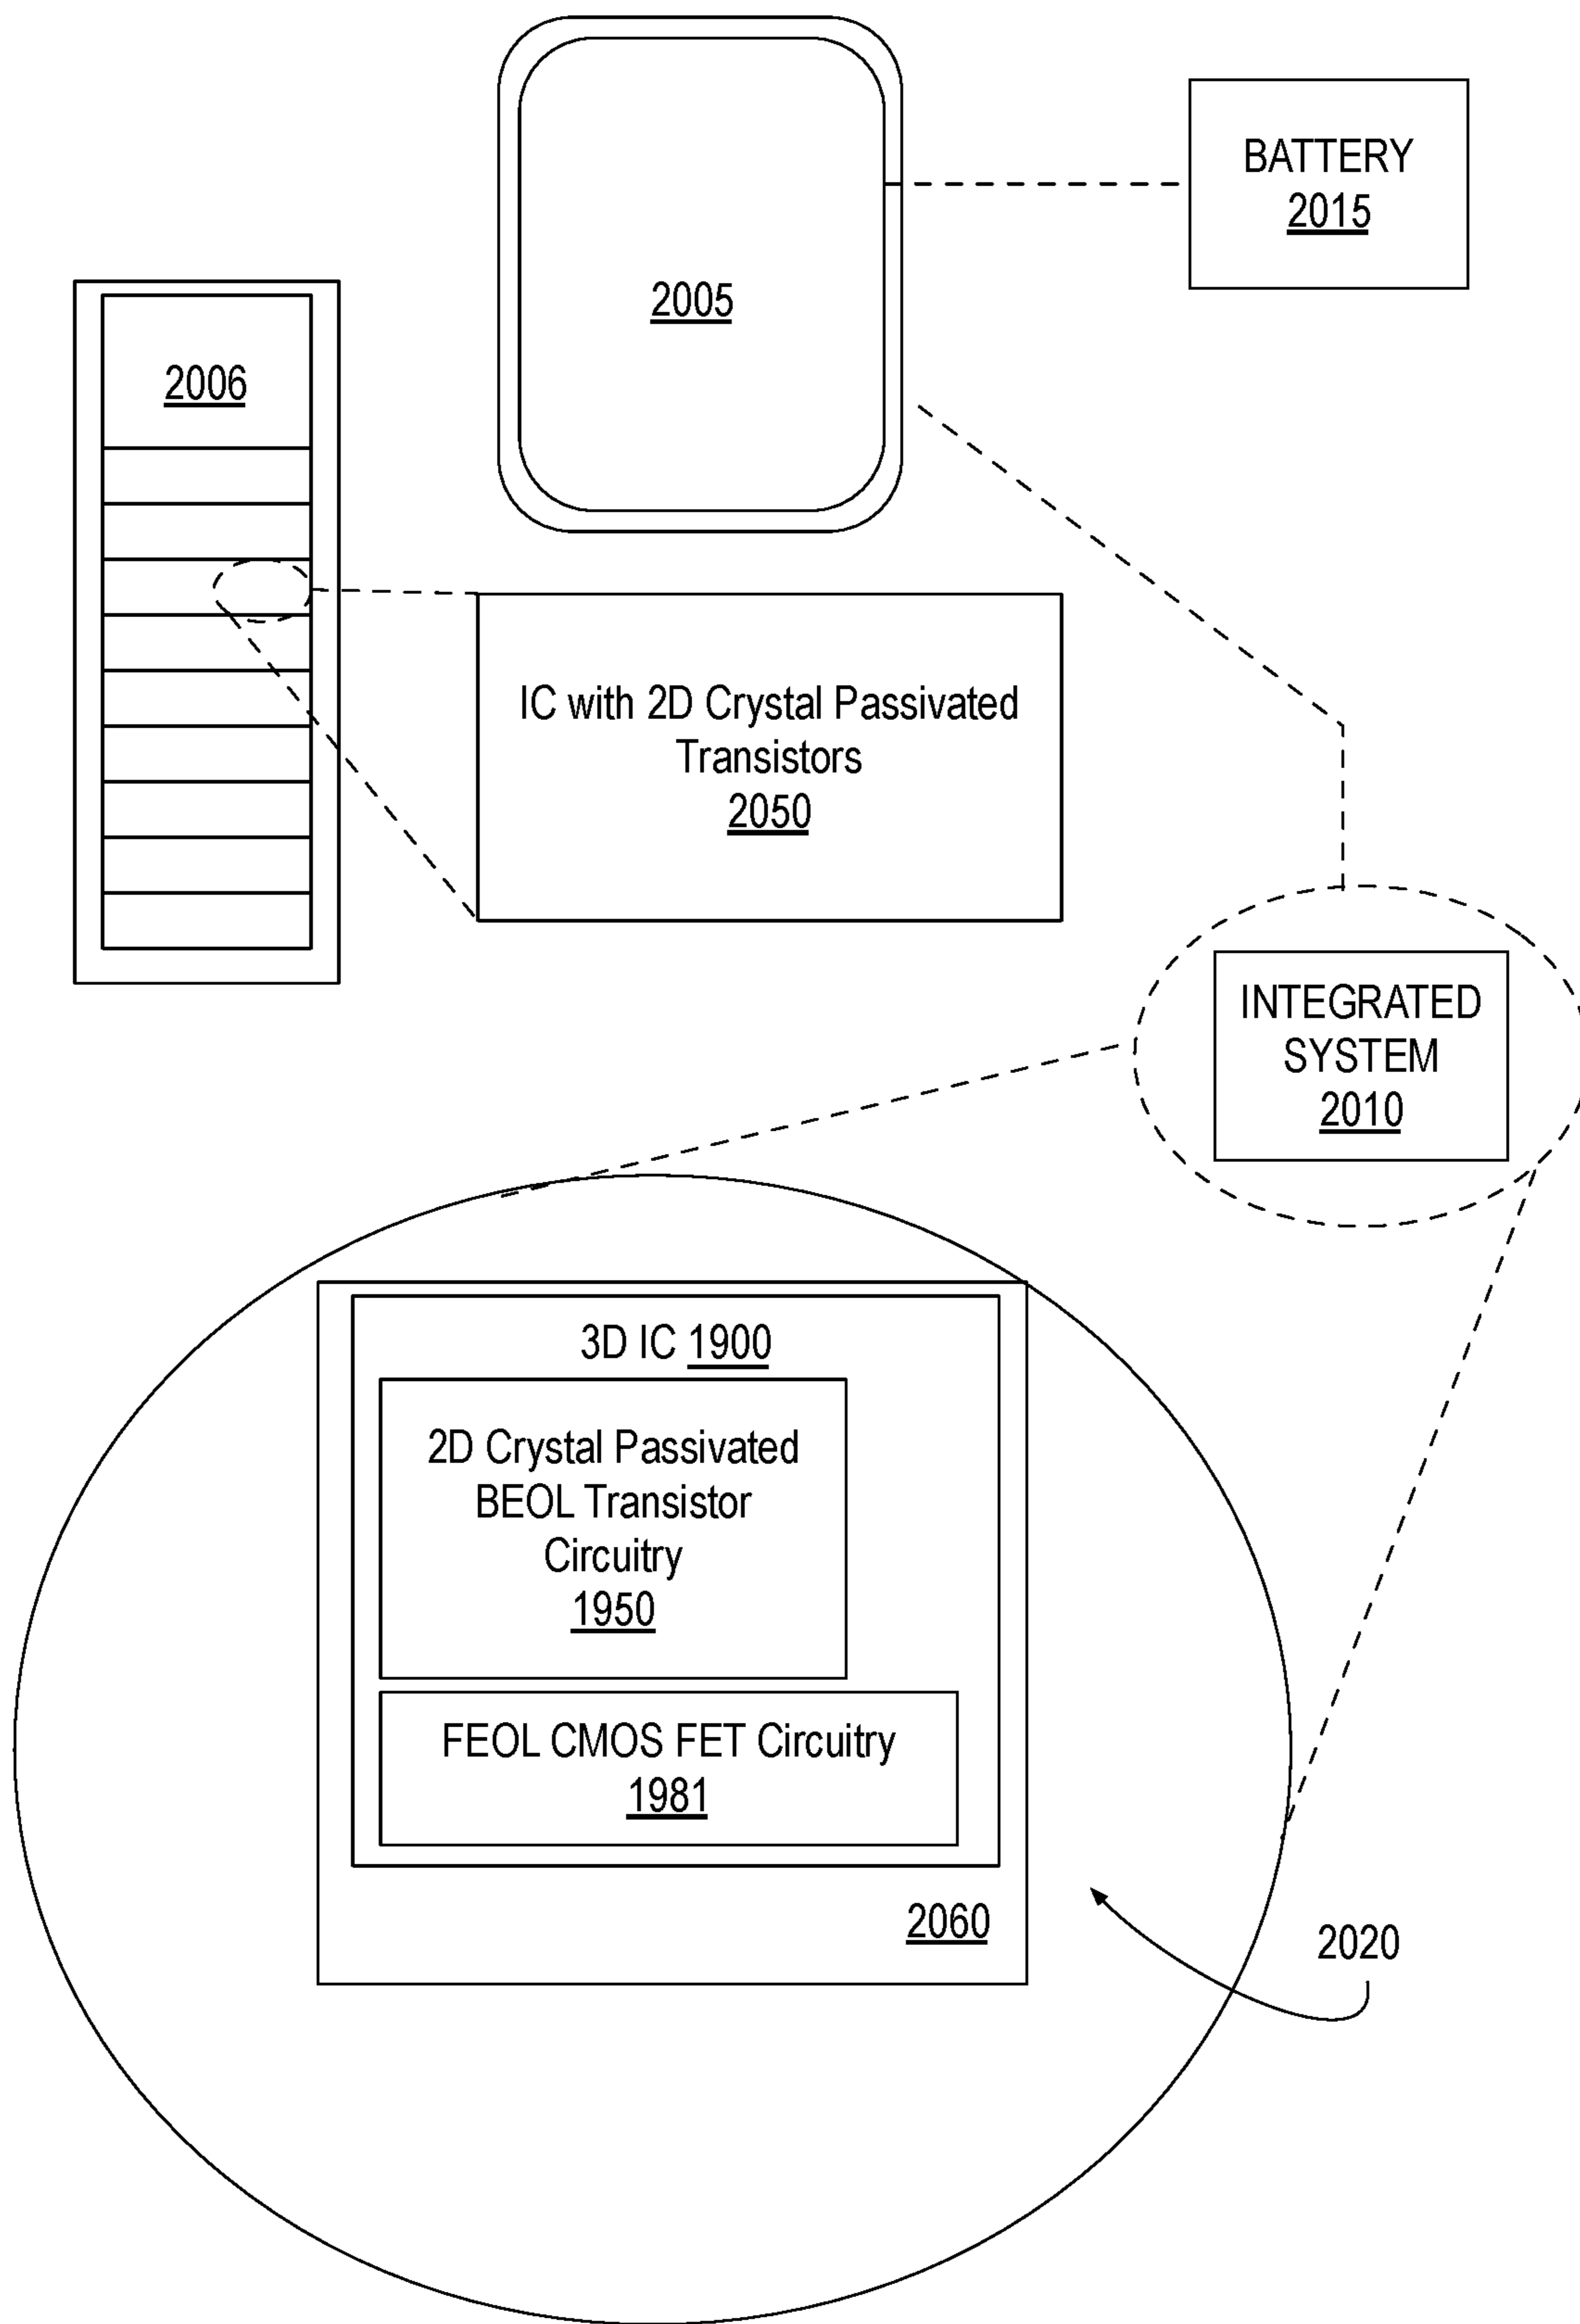 BATTERY
2015
2005
2006
IC with 2D Crystal Passivated
Transistors
2050
INTEGRATED
SYSTEM
2010
3D IC 1900
2D Crystal Passivated
BEOL Transistor
Circuitry
1950
FEOL CMOS FET Circuitry
1981
2060
2020